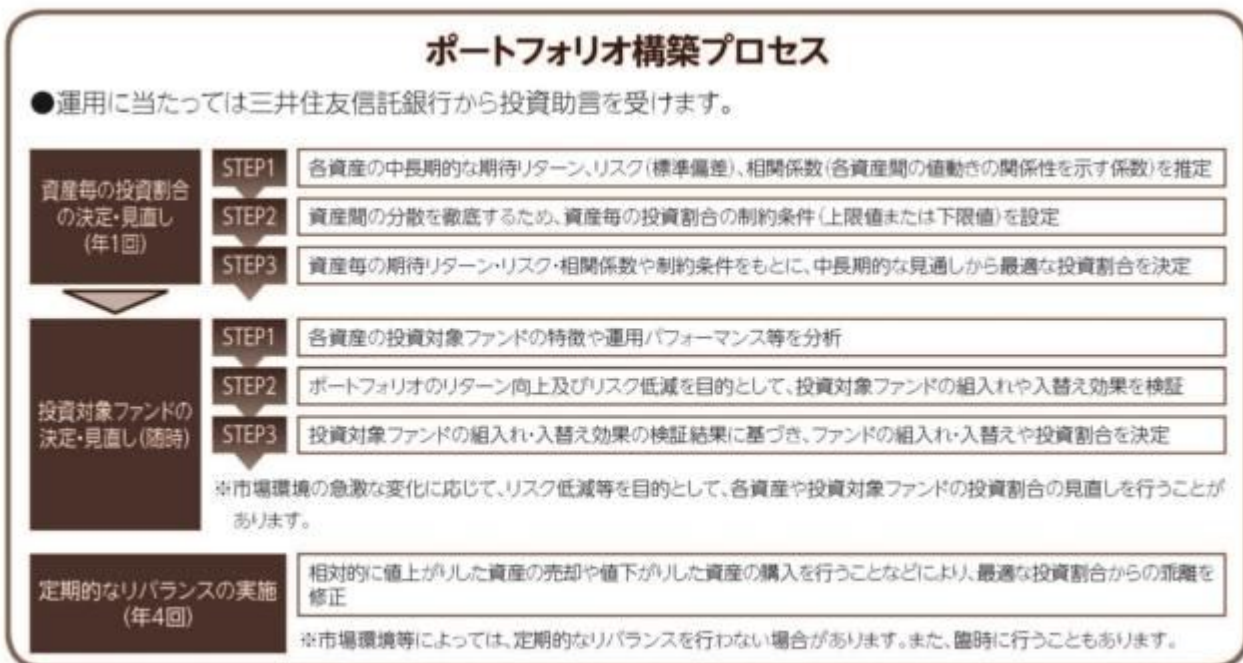 ポートフォリオ構築プロセス
●運用に当たっては三井住友信託銀行から投資助言を受けます。
資産毎の投資割合
の決定・見直し
(年1回)
STEP1
各資産の中長期的な期待リターン、リスク(標準偏差)、相関係数(各資産間の値動きの関係性を示す係数)を推定
STEP2
資産間の分散を徹底するため、資産毎の投資割合の制約条件(上限値または下限値)を設定
STEP3
資産毎の期待リターン・リスク・相関係数や制約条件をもとに、中長期的な見通しから最適な投資割合を決定
投資対象ファンドの
決定・見直し(随時)
STEP1
各資産の投資対象ファンドの特徴や運用パフォーマンス等を分析
STEP2
ポートフォリオのリターン向上及びリスク低減を目的として、投資対象ファンドの組入れや入替え効果を検証
STEP3
投資対象ファンドの組入れ・入替え効果の検証結果に基づき、ファンドの組入れ・入替えや投資割合を決定
※市場環境の急激な変化に応じて、リスク低減等を目的として、各資産や投資対象ファンドの投資割合の見直しを行うことが
あります。
定期的なリバランスの実施
(年4回)
相対的に値上がりした資産の売却や値下がりした資産の購入を行うことなどにより、最適な投資割合からの乖離を
修正
※市場環境等によっては、定期的なリバランスを行わない場合があります。また、臨時に行うこともあります。